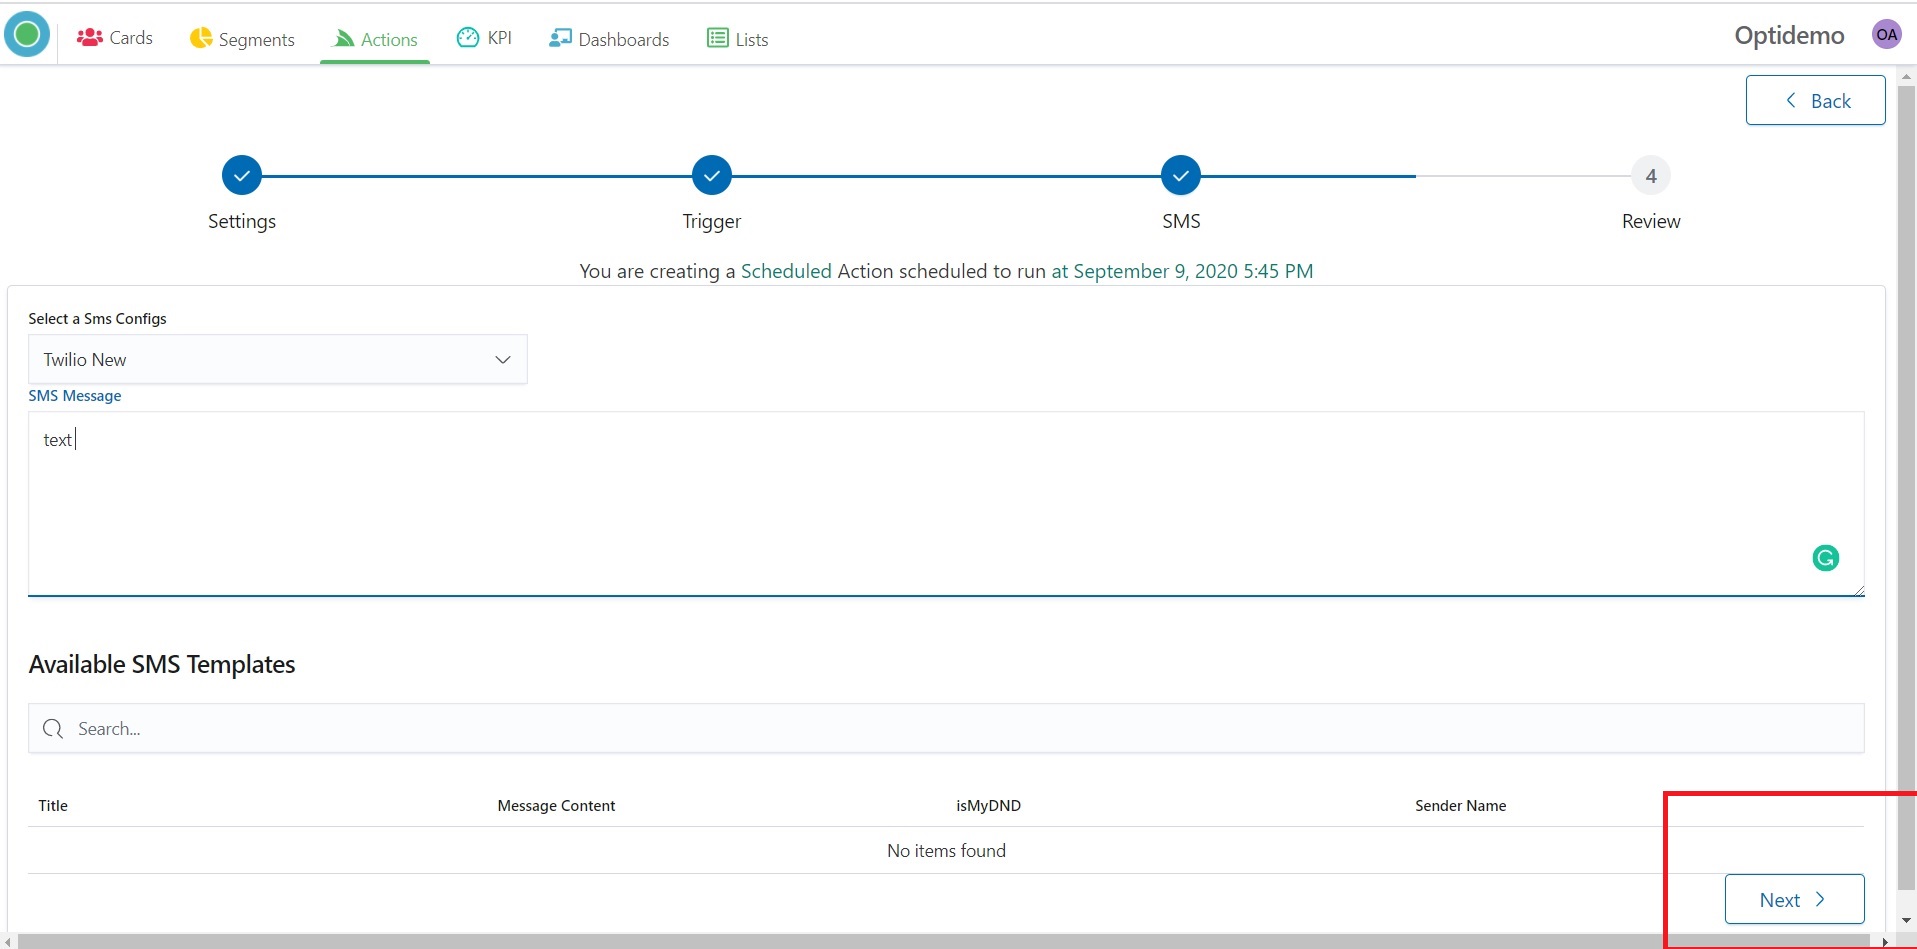 Cards Segments Actions KPI Dashboards Lists Optidemo OA
Back
4
Settings Trigger SMS Review
You are creating a Scheduled Action scheduled to run at September 9, 2020 5:45 PM
Select a Sms Configs
Twilio New
SMS Message
text
Available SMS Templates
Search...
Title Message Content isMyDND Sender Name
No items found
Next